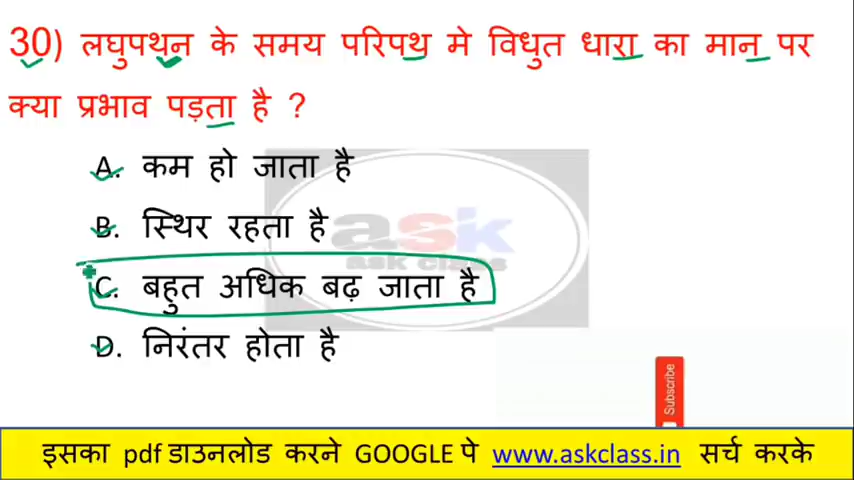 30) लघुपथन के समय परिपथ मे विधुत धारा का मान पर
क्या प्रभाव पड़ता है ?
A. कम हो जाता है
B. स्थिर रहता है
ask
ask class
C. बहुत अधिक बढ़ जाता है
D. निरंतर होता है
Subscribe
इसका pdf डाउनलोड करने GOOGLE पे www.askclass.in सर्च करके